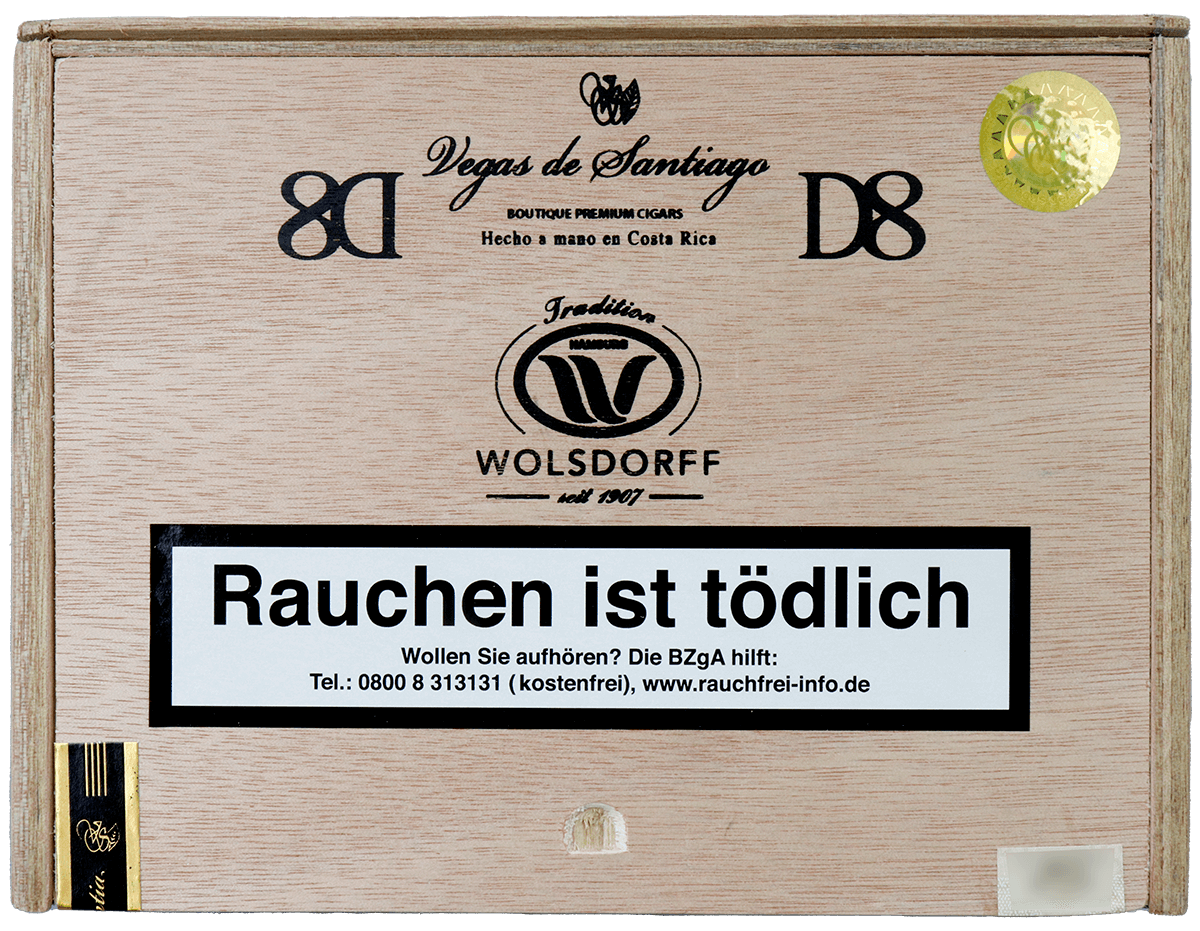 Vegas de Santiago
8D
D8
BOUTIQUE PREMIUM CIGARS
Hecho a mano en Costa Rica
Tradition
HAMBURG
W
WOLSDORFF
seit 1907
Rauchen ist tödlich
Wollen Sie aufhören? Die BZgA hilft:
Tel.: 0800 8 313131 (kostenfrei), www.rauchfrei-info.de